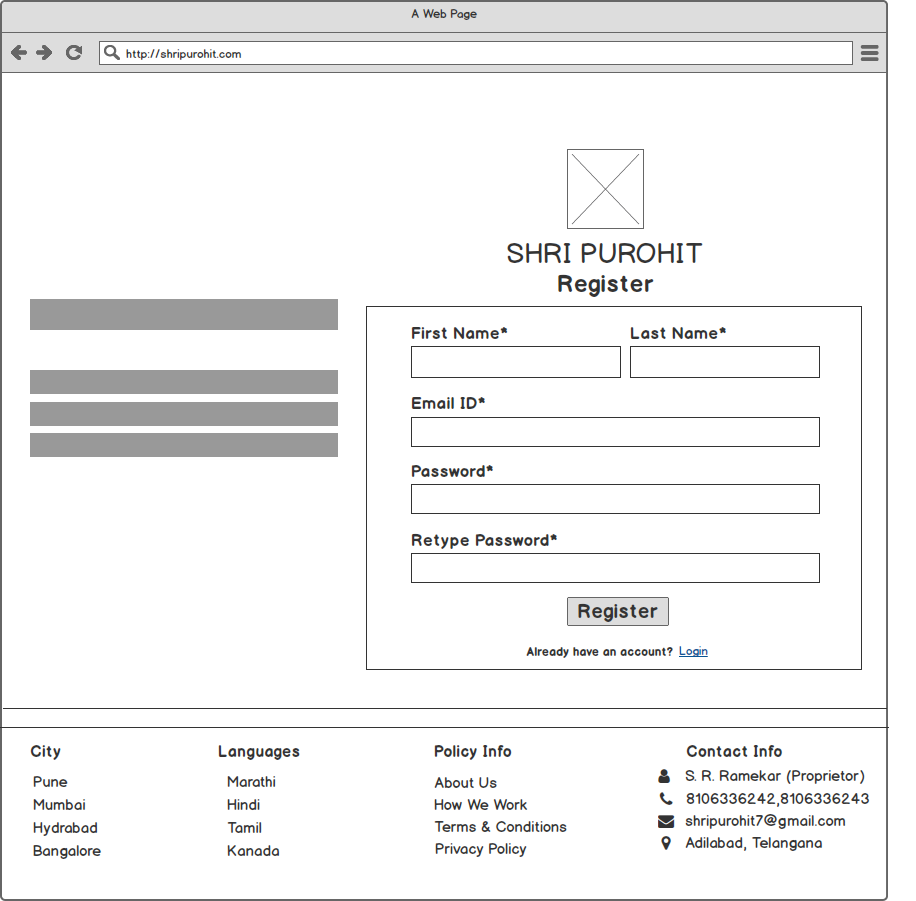 A Web Page
http://shripurohit.com
SHRI PUROHIT
Register
First Name* Last Name*
Email ID*
Password*
Retype Password*
Register
Already have an account? Login
City Languages Policy Info Contact Info
Pune Marathi About Us S. R. Ramekar (Proprietor)
Mumbai Hindi How We Work 8106336242,8106336243
Hydrabad Tamil Terms & Conditions shripurohit7@gmail.com
Bangalore Kanada Privacy Policy Adilabad, Telangana